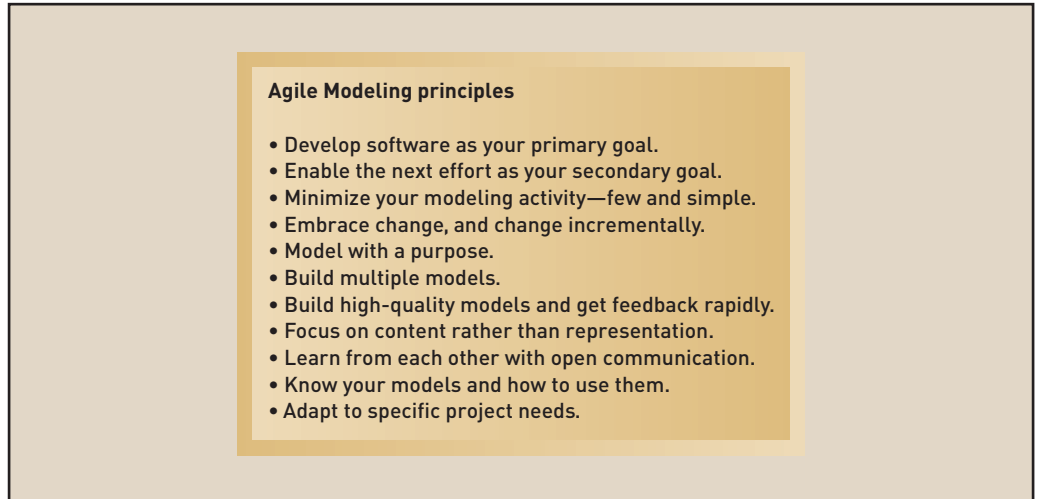 Agile Modeling principles
• Develop software as your primary goal.
• Enable the next effort as your secondary goal.
• Minimize your modeling activity—few and simple.
• Embrace change, and change incrementally.
• Model with a purpose.
• Build multiple models.
• Build high-quality models and get feedback rapidly.
• Focus on content rather than representation.
• Learn from each other with open communication.
• Know your models and how to use them.
• Adapt to specific project needs.